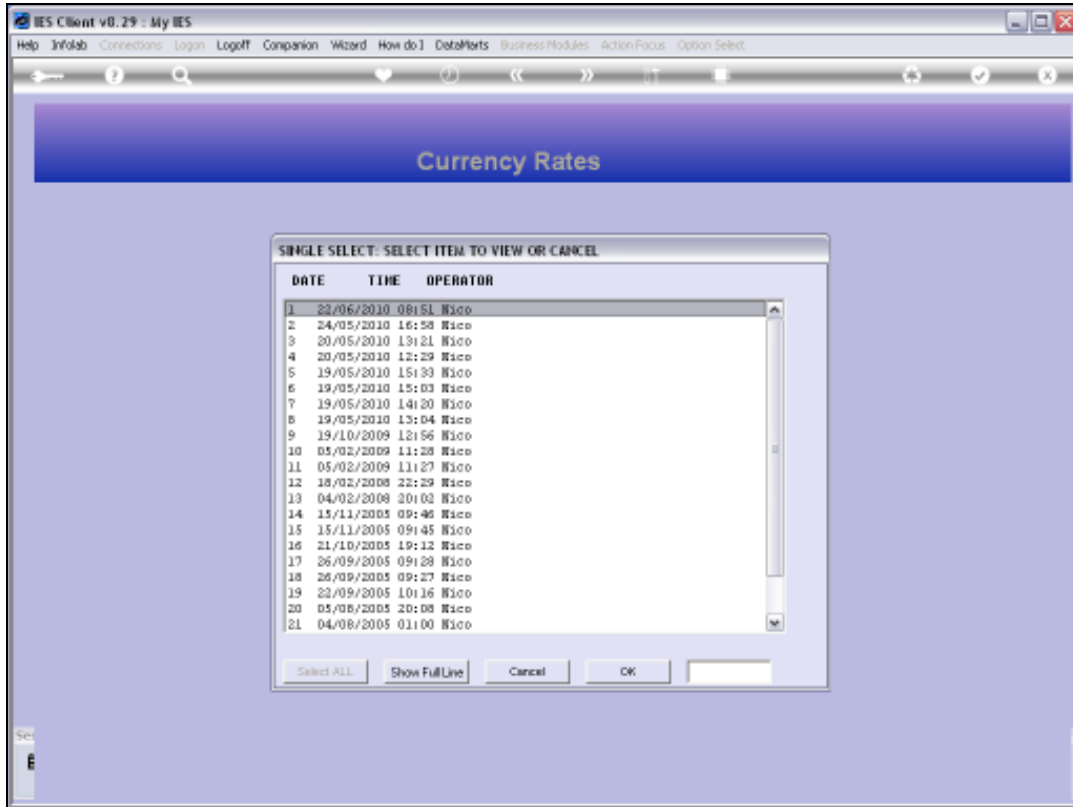 IES Client v8.29 : My IES
Help Infolab Connections Logon Logoff Companion Wizard How do I DataMarts Business Modules Action Focus Option Select
Currency Rates
SINGLE SELECT: SELECT ITEM TO VIEW OR CANCEL
DATE TIME OPERATOR
1 22/06/2010 08:51 Nico
2 24/05/2010 16:58 Nico
3 20/05/2010 13:21 Nico
4 20/05/2010 12:29 Nico
5 19/05/2010 15:33 Nico
6 19/05/2010 15:03 Nico
7 19/05/2010 14:20 Nico
8 19/05/2010 13:04 Nico
9 19/10/2009 12:56 Nico
10 05/02/2009 11:28 Nico
11 05/02/2009 11:27 Nico
12 18/02/2008 22:29 Nico
13 04/02/2008 20:02 Nico
14 15/11/2005 09:46 Nico
15 15/11/2005 09:45 Nico
16 21/10/2005 19:12 Nico
17 26/09/2005 09:28 Nico
18 26/09/2005 09:27 Nico
19 22/09/2005 10:16 Nico
20 05/08/2005 20:08 Nico
21 04/08/2005 01:00 Nico
Select ALL Show Full Line Cancel OK